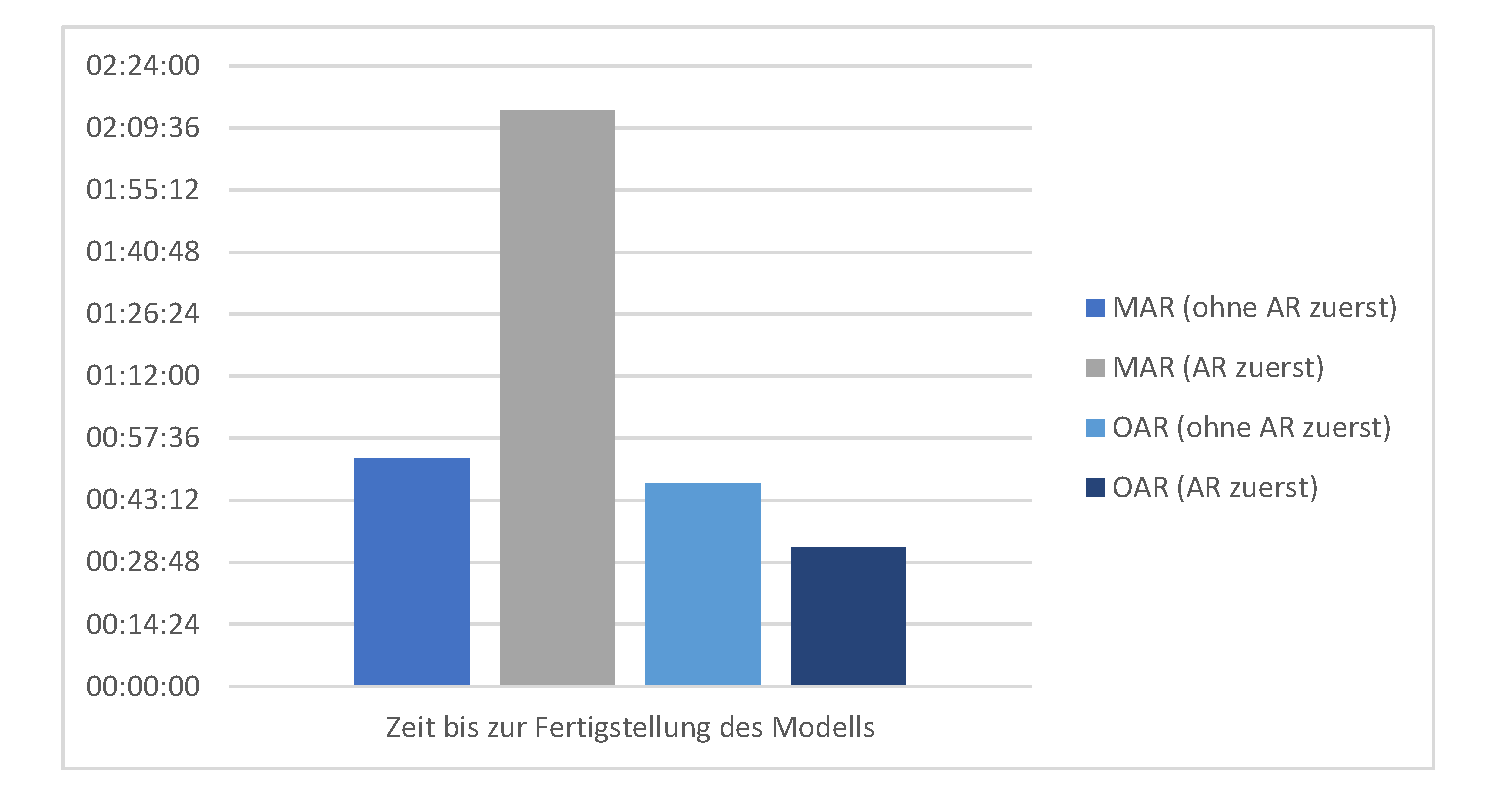 02:24:00
02:09:36
01:55:12
01:40:48
01:26:24
01:12:00
00:57:36
00:43:12
00:28:48
00:14:24
00:00:00
Zeit bis zur Fertigstellung des Modells
MAR (ohne AR zuerst)
MAR (AR zuerst)
OAR (ohne AR zuerst)
OAR (AR zuerst)